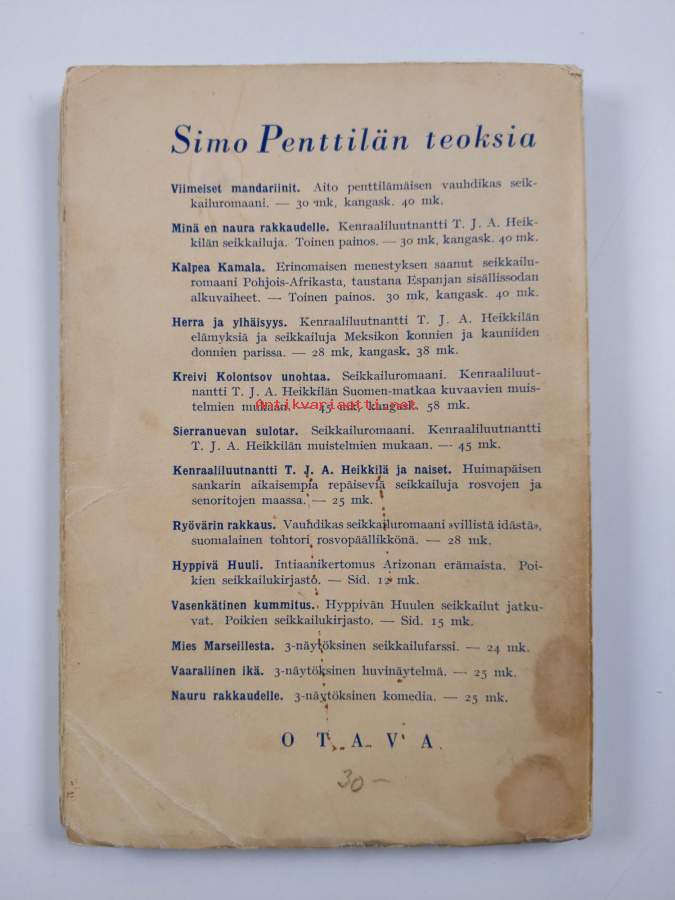 Simo Penttilän teoksia
Viimeiset mandariinit. Aito penttilämäisen vauhdikas seik-
kailuromaani. — 30 mk, kangask. 40 mk.
Minä en naura rakkaudelle. Kenraaliluutnantti T. J. A. Heik-
kilän seikkailuja. Toinen painos. — 30 mk, kangask. 40 mk.
Kalpea Kamala. Erinomaisen menestyksen saanut seikkailu-
romaani Pohjois-Afrikasta, taustana Espanjan sisällissodan
alkuvaiheet. — Toinen painos. 30 mk, kangask. 40 mk.
Herra ja ylhäisyys. Kenraaliluutnantti T. J. A. Heikkilän
elämyksiä ja seikkailuja Meksikon konnien ja kauniiden
donnien parissa. — 28 mk, kangask. 38 mk.
Kreivi Kolontsov unohtaa. Seikkailuromaani. Kenraaliluut-
nantti T. J. A. Heikkilän Suomen-matkaa kuvaavien muis-
telmien mukaan. — 45 mk, kangask. 58 mk.
Antikvariaatti.net
Sierranuevan sulotar. Seikkailuromaani. Kenraaliluutnantti
T. J. A. Heikkilän muistelmien mukaan. — 45 mk.
Kenraaliluutnantti T. J. A. Heikkilä ja naiset. Huimapäisen
sankarin aikaisempia repäiseviä seikkailuja rosvojen ja
senoritojen maassa. — 25 mk.
Ryövärin rakkaus. Vauhdikas seikkailuromaani »villistä idästä»,
suomalainen tohtori rosvopäällikkönä. — 28 mk.
Hyppivä Huuli. Intiaanikertomus Arizonan erämaista. Poi-
kien seikkailukirjasto. — Sid. 12 mk.
Vasenkätinen kummitus. Hyppivän Huulen seikkailut jatku-
vat. Poikien seikkailukirjasto. — Sid. 15 mk.
Mies Marseillesta. 3-näytöksinen seikkailufarssi. — 24 mk.
Vaarallinen ikä. 3-näytöksinen huvinäytelmä. — 25 mk.
Nauru rakkaudelle. 3-näytöksinen komedia. — 25 mk.
OTAVA
30 —